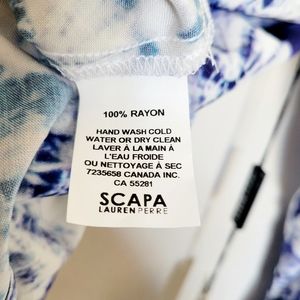 100% RAYON
HAND WASH COLD
WATER OR DRY CLEAN
LAVER À LA MAIN À
L'EAU FROIDE
OU NETTOYAGE À SEC
7235658 CANADA INC.
CA 55281
SCAPA
LAUREN PERRE